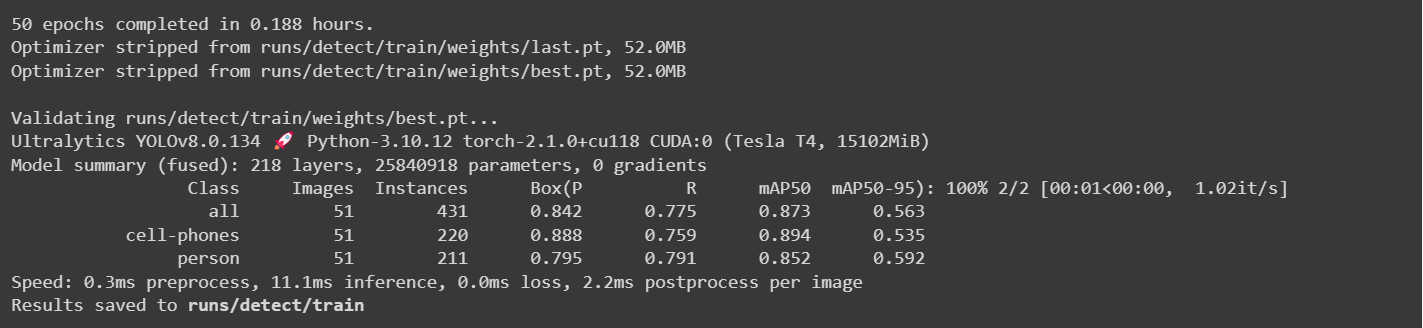 50 epochs completed in 0.188 hours.
Optimizer stripped from runs/detect/train/weights/last.pt, 52.0MB
Optimizer stripped from runs/detect/train/weights/best.pt, 52.0MB
Validating runs/detect/train/weights/best.pt...
Ultralytics YOLOv8.0.134 🚀 Python-3.10.12 torch-2.1.0+cu118 CUDA:0 (Tesla T4, 15102MiB)
Model summary (fused): 218 layers, 25840918 parameters, 0 gradients
Class Images Instances Box(P R mAP50 mAP50-95): 100% 2/2 [00:01<00:00, 1.02it/s]
all 51 431 0.842 0.775 0.873 0.563
cell-phones 51 220 0.888 0.759 0.894 0.535
person 51 211 0.795 0.791 0.852 0.592
Speed: 0.3ms preprocess, 11.1ms inference, 0.0ms loss, 2.2ms postprocess per image
Results saved to runs/detect/train